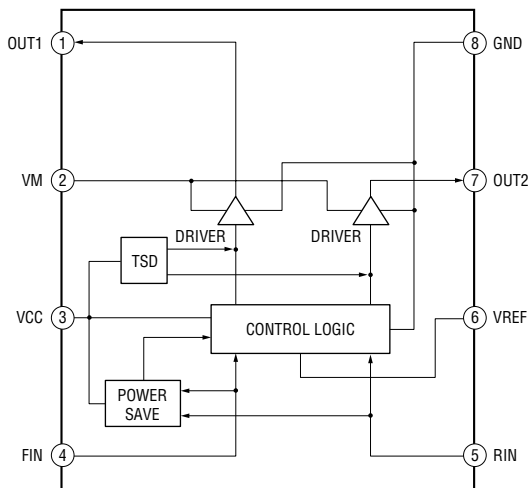 OUT1 1 8 GND
VM 2 7 OUT2
DRIVER DRIVER
TSD
VCC 3 6 VREF
CONTROL LOGIC
POWER
SAVE
FIN 4 5 RIN